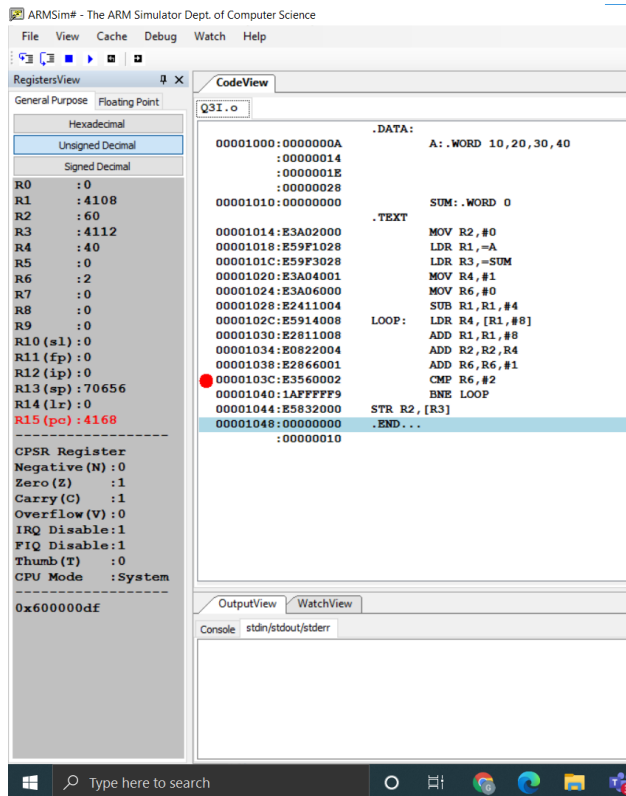 ARMSim# - The ARM Simulator Dept. of Computer Science
File View Cache Debug Watch Help
RegistersView
General Purpose Floating Point
Hexadecimal
Unsigned Decimal
Signed Decimal
R0 :0
R1 :4108
R2 :60
R3 :4112
R4 :40
R5 :0
R6 :2
R7 :0
R8 :0
R9 :0
R10(sl):0
R11(fp):0
R12(ip):0
R13(sp):70656
R14(lr):0
R15(pc):4168
------------------
CPSR Register
Negative(N):0
Zero(Z) :1
Carry(C) :1
Overflow(V):0
IRQ Disable:1
FIQ Disable:1
Thumb(T) :0
CPU Mode :System
------------------
0x600000df
CodeView
Q3I.o
.DATA:
00001000:0000000A A:.WORD 10,20,30,40
:00000014
:0000001E
:00000028
00001010:00000000 SUM:.WORD 0
.TEXT
00001014:E3A02000 MOV R2,#0
00001018:E59F1028 LDR R1,=A
0000101C:E59F3028 LDR R3,=SUM
00001020:E3A04001 MOV R4,#1
00001024:E3A06000 MOV R6,#0
00001028:E2411004 SUB R1,R1,#4
0000102C:E5914008 LOOP: LDR R4,[R1,#8]
00001030:E2811008 ADD R1,R1,#8
00001034:E0822004 ADD R2,R2,R4
00001038:E2866001 ADD R6,R6,#1
0000103C:E3560002 CMP R6,#2
00001040:1AFFFFF9 BNE LOOP
00001044:E5832000 STR R2,[R3]
00001048:00000000 .END...
:00000010
OutputView WatchView
Console stdin/stdout/stderr
Type here to search